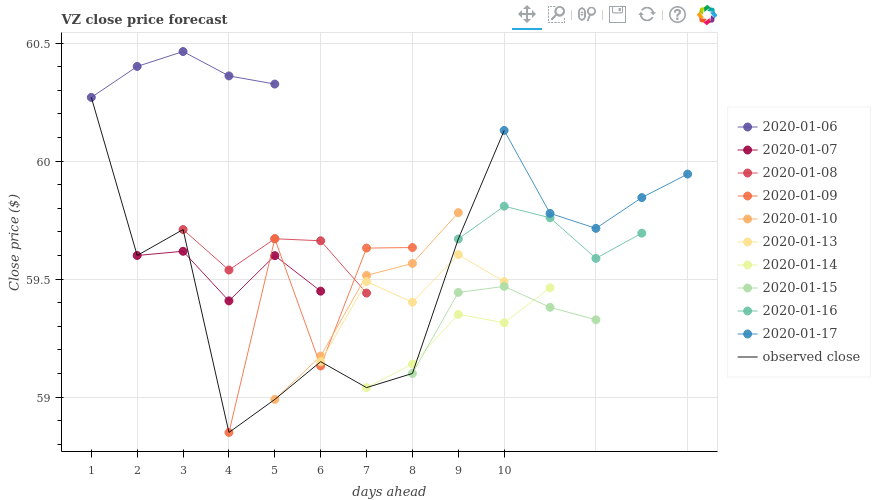 VZ close price forecast
60.5
60
59.5
59
Close price ($)
1 2 3 4 5 6 7 8 9 10
days ahead
2020-01-06
2020-01-07
2020-01-08
2020-01-09
2020-01-10
2020-01-13
2020-01-14
2020-01-15
2020-01-16
2020-01-17
observed close